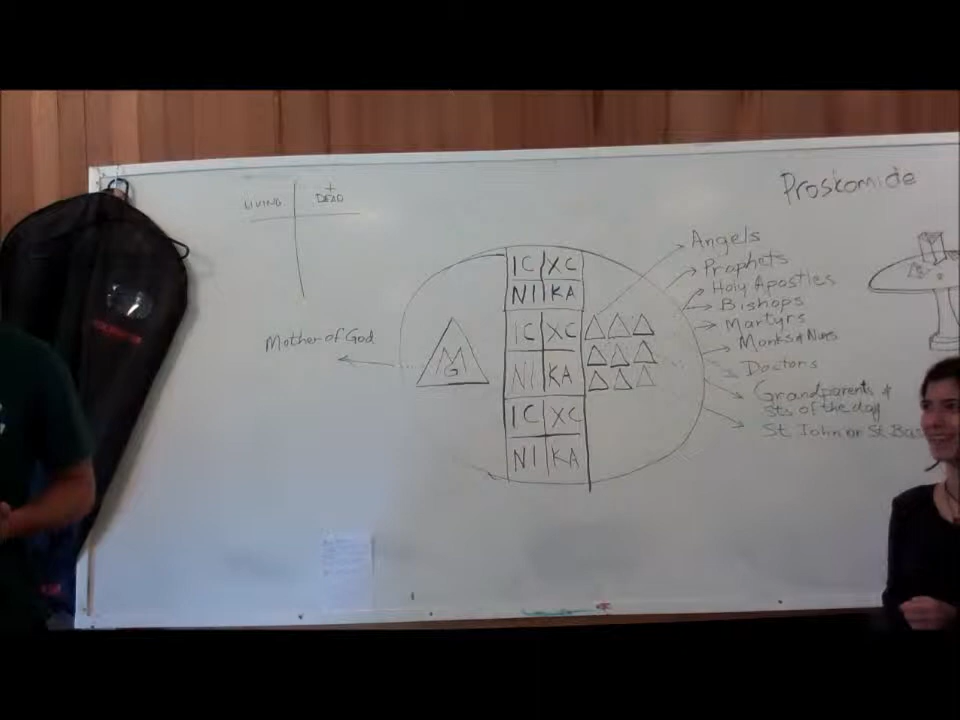 Proskomide
LIVING
DEAD
IC XC
NI KA
IC XC
NI KA
IC XC
NI KA
M
G
Mother of God
Angels
Prophets
Holy Apostles
Bishops
Martyrs
Monks & Nuns
Doctors
Grandparents &
sts of the day
St John or St Bas